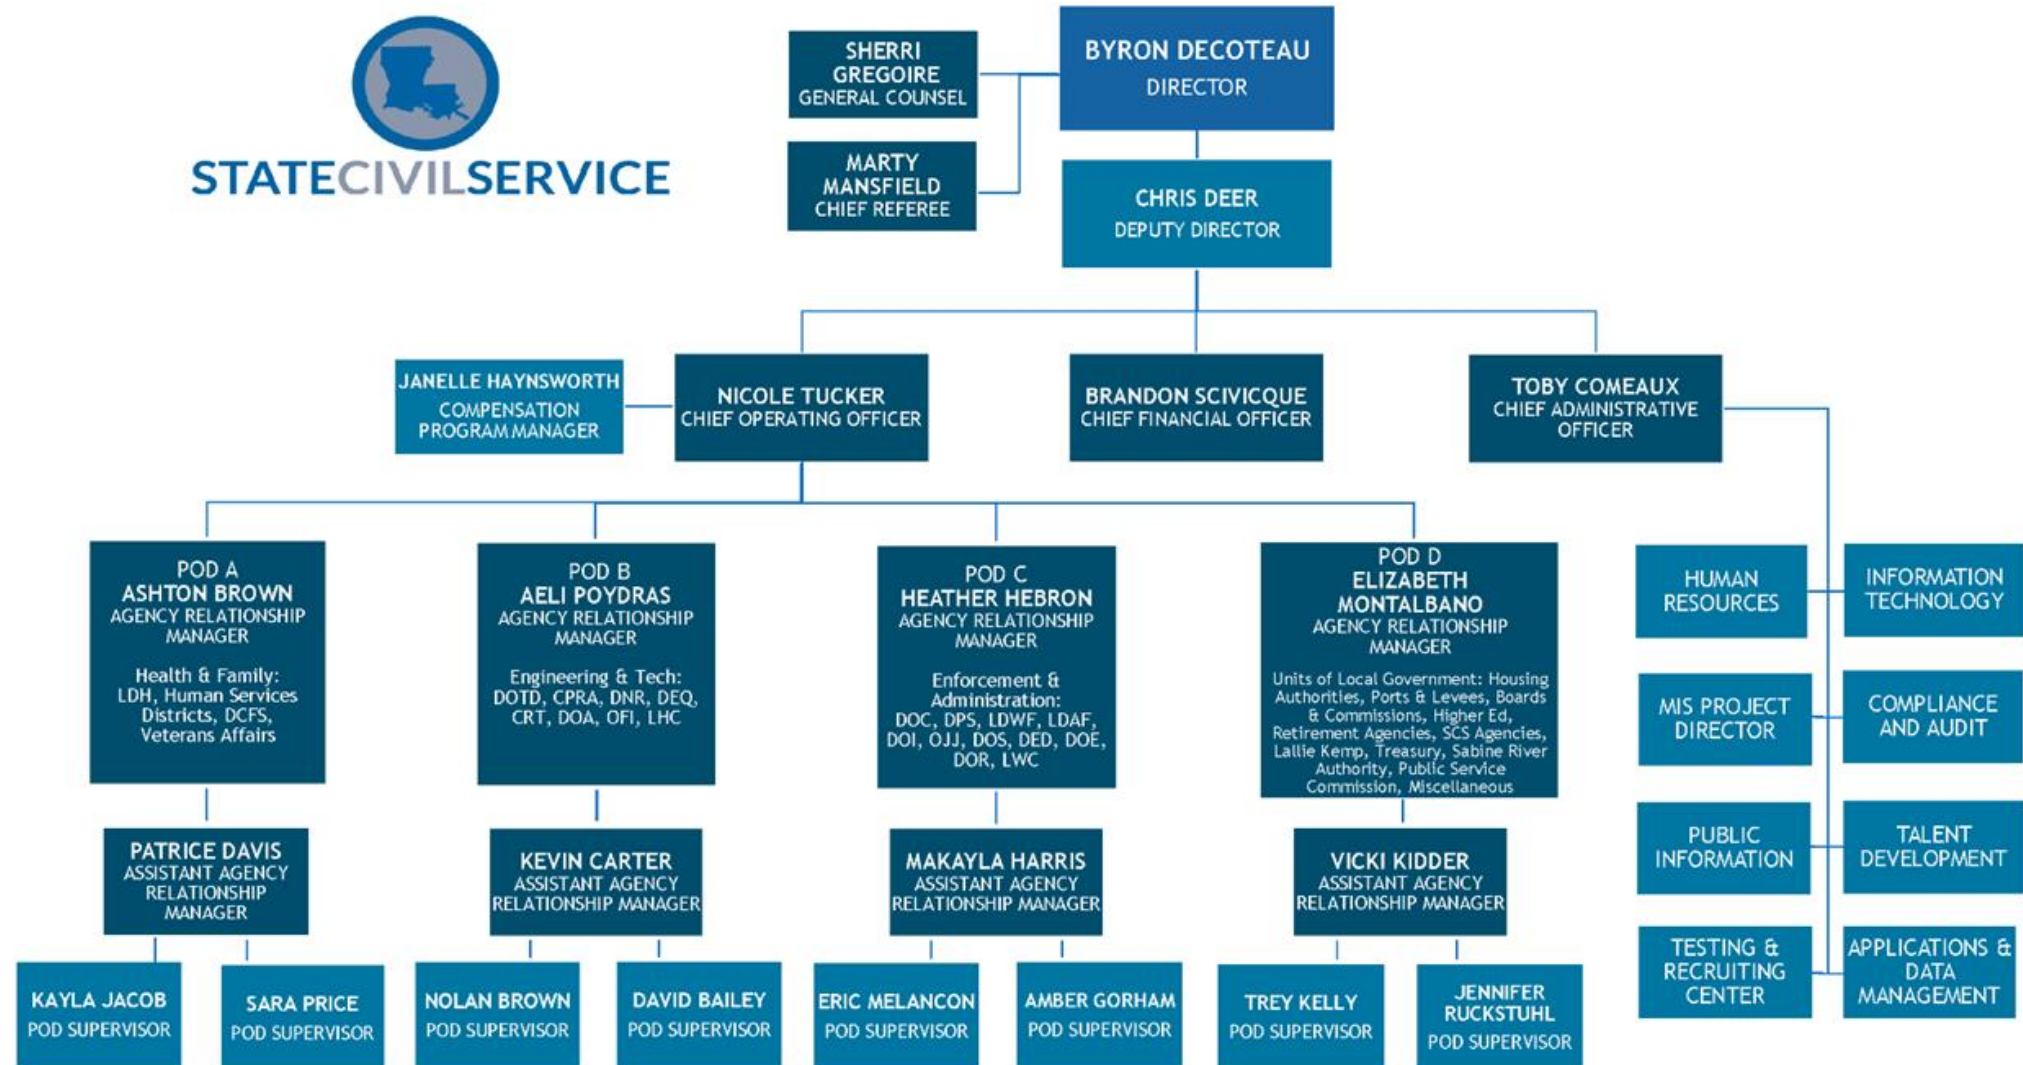 STATECIVILSERVICE
SHERRI
GREGOIRE
GENERAL COUNSEL
BYRON DECOTEAU
DIRECTOR
MARTY
MANSFIELD
CHIEF REFEREE
CHRIS DEER
DEPUTY DIRECTOR
JANELLE HAYNSWORTH
COMPENSATION
PROGRAM MANAGER
NICOLE TUCKER
CHIEF OPERATING OFFICER
BRANDON SCIVICQUE
CHIEF FINANCIAL OFFICER
TOBY COMEAUX
CHIEF ADMINISTRATIVE
OFFICER
POD A
ASHTON BROWN
AGENCY RELATIONSHIP
MANAGER
Health & Family:
LDH, Human Services
Districts, DCFS,
Veterans Affairs
POD B
AELI POYDRAS
AGENCY RELATIONSHIP
MANAGER
Engineering & Tech:
DOTD, CPRA, DNR, DEQ,
CRT, DOA, OFI, LHC
POD C
HEATHER HEBRON
AGENCY RELATIONSHIP
MANAGER
Enforcement &
Administration:
DOC, DPS, LDWF, LDAF,
DOI, OJJ, DOS, DED, DOE,
DOR, LWC
POD D
ELIZABETH
MONTALBANO
AGENCY RELATIONSHIP
MANAGER
Units of Local Government: Housing
Authorities, Ports & Levees, Boards
& Commissions, Higher Ed,
Retirement Agencies, SCS Agencies,
Lallie Kemp, Treasury, Sabine River
Authority, Public Service
Commission, Miscellaneous
PATRICE DAVIS
ASSISTANT AGENCY
RELATIONSHIP
MANAGER
KEVIN CARTER
ASSISTANT AGENCY
RELATIONSHIP MANAGER
MAKAYLA HARRIS
ASSISTANT AGENCY
RELATIONSHIP MANAGER
VICKI KIDDER
ASSISTANT AGENCY
RELATIONSHIP MANAGER
KAYLA JACOB
POD SUPERVISOR
SARA PRICE
POD SUPERVISOR
NOLAN BROWN
POD SUPERVISOR
DAVID BAILEY
POD SUPERVISOR
ERIC MELANCON
POD SUPERVISOR
AMBER GORHAM
POD SUPERVISOR
TREY KELLY
POD SUPERVISOR
JENNIFER
RUCKSTUHL
POD SUPERVISOR
HUMAN
RESOURCES
INFORMATION
TECHNOLOGY
MIS PROJECT
DIRECTOR
COMPLIANCE
AND AUDIT
PUBLIC
INFORMATION
TALENT
DEVELOPMENT
TESTING &
RECRUITING
CENTER
APPLICATIONS &
DATA
MANAGEMENT